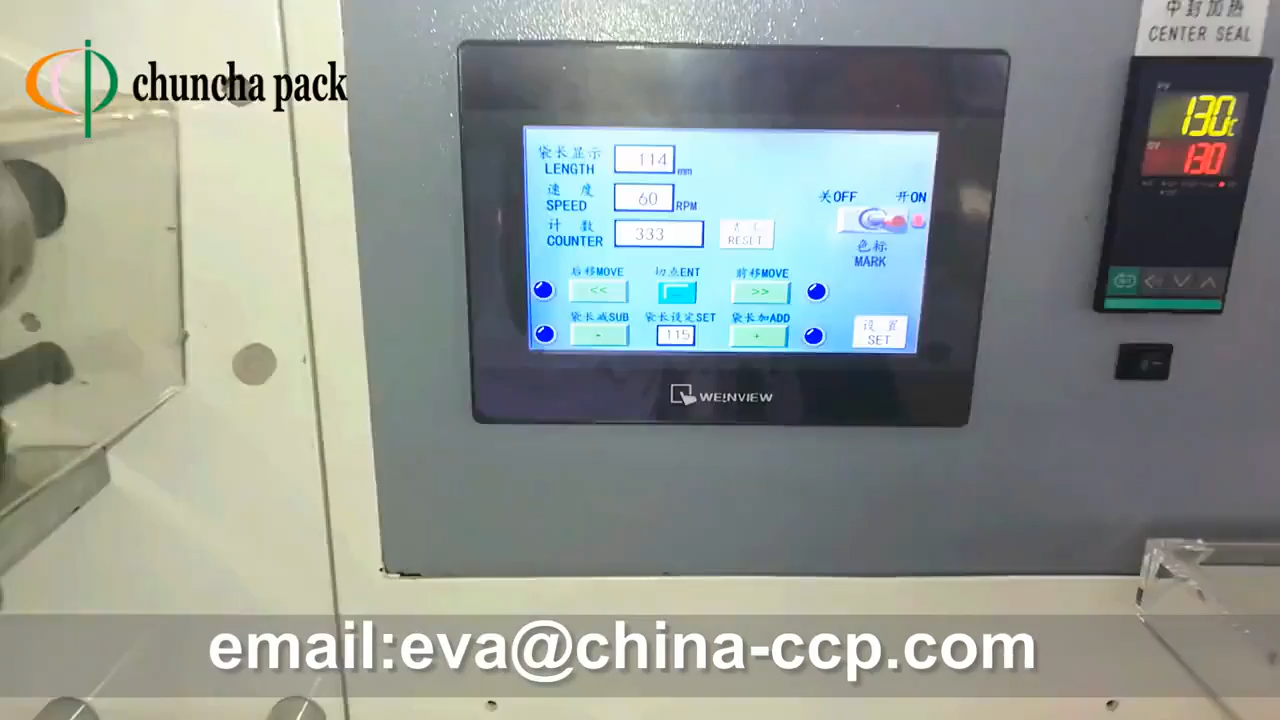 chuncha pack
中封加热
CENTER SEAL
PV
130℃
SV
130
袋长显示
LENGTH 114 mm
速 度
SPEED 60 RPM
计 数
COUNTER 333
RESET
关OFF 开ON
色标
MARK
后移MOVE 切点ENT 前移MOVE
<< >>
袋长减SUB 袋长设定SET 袋长加ADD
- 115 +
设 置
SET
WEINVIEW
email:eva@china-ccp.com